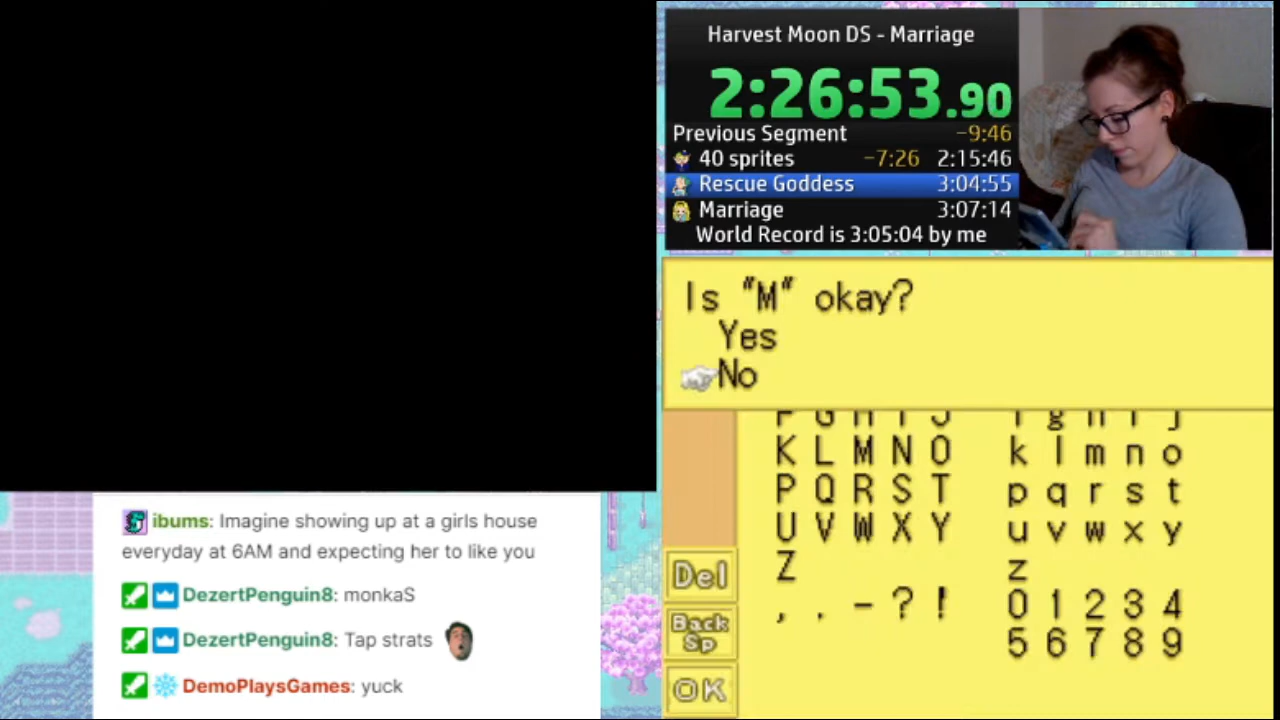 Harvest Moon DS - Marriage
2:26:53.90
Previous Segment -9:46
40 sprites -7:26 2:15:46
Rescue Goddess 3:04:55
Marriage 3:07:14
World Record is 3:05:04 by me
Is "M" okay?
Yes
No
F G H I J f g h i j
K L M N O k l m n o
P Q R S T p q r s t
U V W X Y u v w x y
Z z
, . - ? ! 0 1 2 3 4
5 6 7 8 9
Del
Back
Sp
OK
ibums: Imagine showing up at a girls house
everyday at 6AM and expecting her to like you
DezertPenguin8: monkaS
DezertPenguin8: Tap strats
DemoPlaysGames: yuck